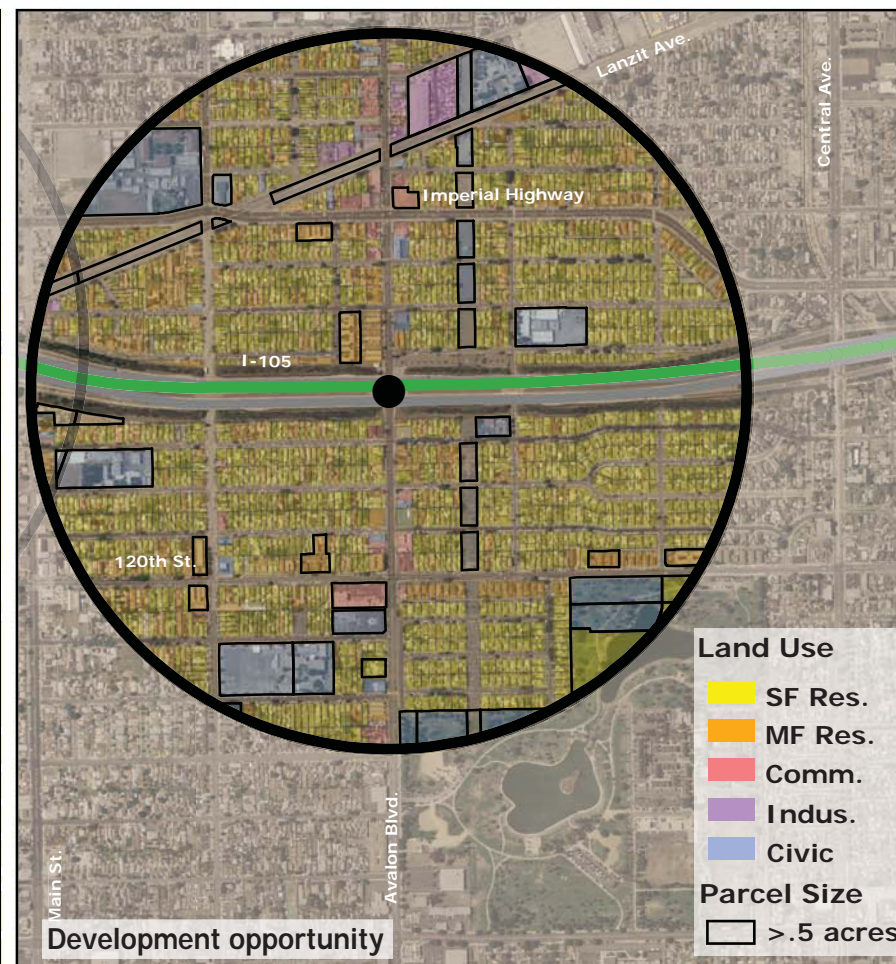 Lanzit Ave.
Central Ave.
Imperial Highway
I-105
120th St.
Avalon Blvd.
Main St.
Land Use
SF Res.
MF Res.
Comm.
Indus.
Civic
Parcel Size
>.5 acres
Development opportunity